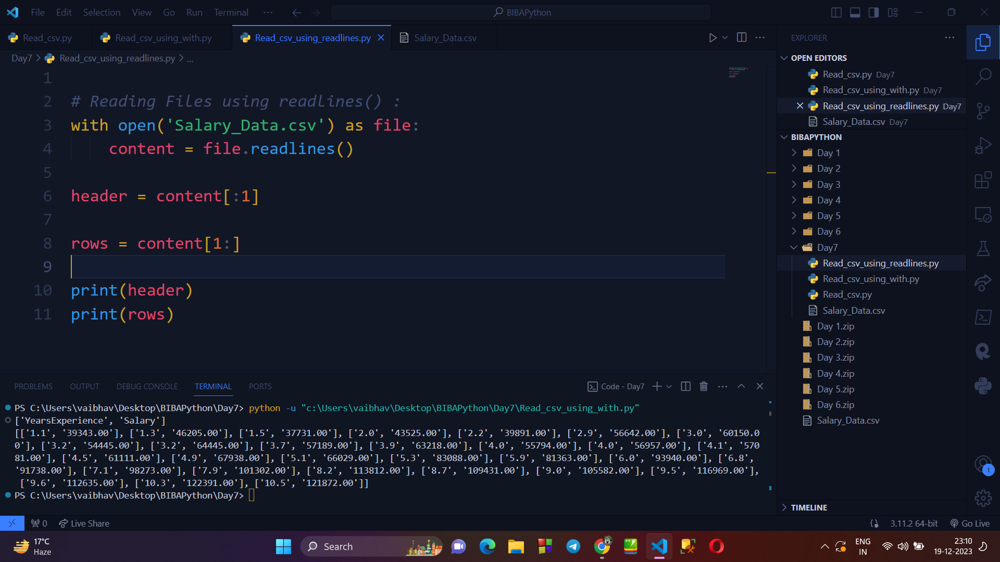 File Edit Selection View Go Run Terminal ··· BIBAPython
Read_csv.py Read_csv_using_with.py Read_csv_using_readlines.py Salary_Data.csv
Day7 > Read_csv_using_readlines.py > ...
1
2 # Reading Files using readlines() :
3 with open('Salary_Data.csv') as file:
4 content = file.readlines()
5
6 header = content[:1]
7
8 rows = content[1:]
9
10 print(header)
11 print(rows)
PROBLEMS OUTPUT DEBUG CONSOLE TERMINAL PORTS Code - Day7
PS C:\Users\vaibhav\Desktop\BIBAPython\Day7> python -u "c:\Users\vaibhav\Desktop\BIBAPython\Day7\Read_csv_using_with.py"
['YearsExperience', 'Salary']
[['1.1', '39343.00'], ['1.3', '46205.00'], ['1.5', '37731.00'], ['2.0', '43525.00'], ['2.2', '39891.00'], ['2.9', '56642.00'], ['3.0', '60150.0
0'], ['3.2', '54445.00'], ['3.2', '64445.00'], ['3.7', '57189.00'], ['3.9', '63218.00'], ['4.0', '55794.00'], ['4.0', '56957.00'], ['4.1', '570
81.00'], ['4.5', '61111.00'], ['4.9', '67938.00'], ['5.1', '66029.00'], ['5.3', '83088.00'], ['5.9', '81363.00'], ['6.0', '93940.00'], ['6.8',
'91738.00'], ['7.1', '98273.00'], ['7.9', '101302.00'], ['8.2', '113812.00'], ['8.7', '109431.00'], ['9.0', '105582.00'], ['9.5', '116969.00'],
['9.6', '112635.00'], ['10.3', '122391.00'], ['10.5', '121872.00']]
PS C:\Users\vaibhav\Desktop\BIBAPython\Day7>
EXPLORER
OPEN EDITORS
Read_csv.py Day7
Read_csv_using_with.py Day7
Read_csv_using_readlines.py Day7
Salary_Data.csv Day7
BIBAPYTHON
Day 1
Day 2
Day 3
Day 4
Day 5
Day 6
Day7
Read_csv_using_readlines.py
Read_csv_using_with.py
Read_csv.py
Salary_Data.csv
Day 1.zip
Day 2.zip
Day 3.zip
Day 4.zip
Day 5.zip
Day 6.zip
Salary_Data.csv
1
TIMELINE
0 Live Share 3.11.2 64-bit Go Live
17°C
Haze
Search
ENG
IN
23:10
19-12-2023